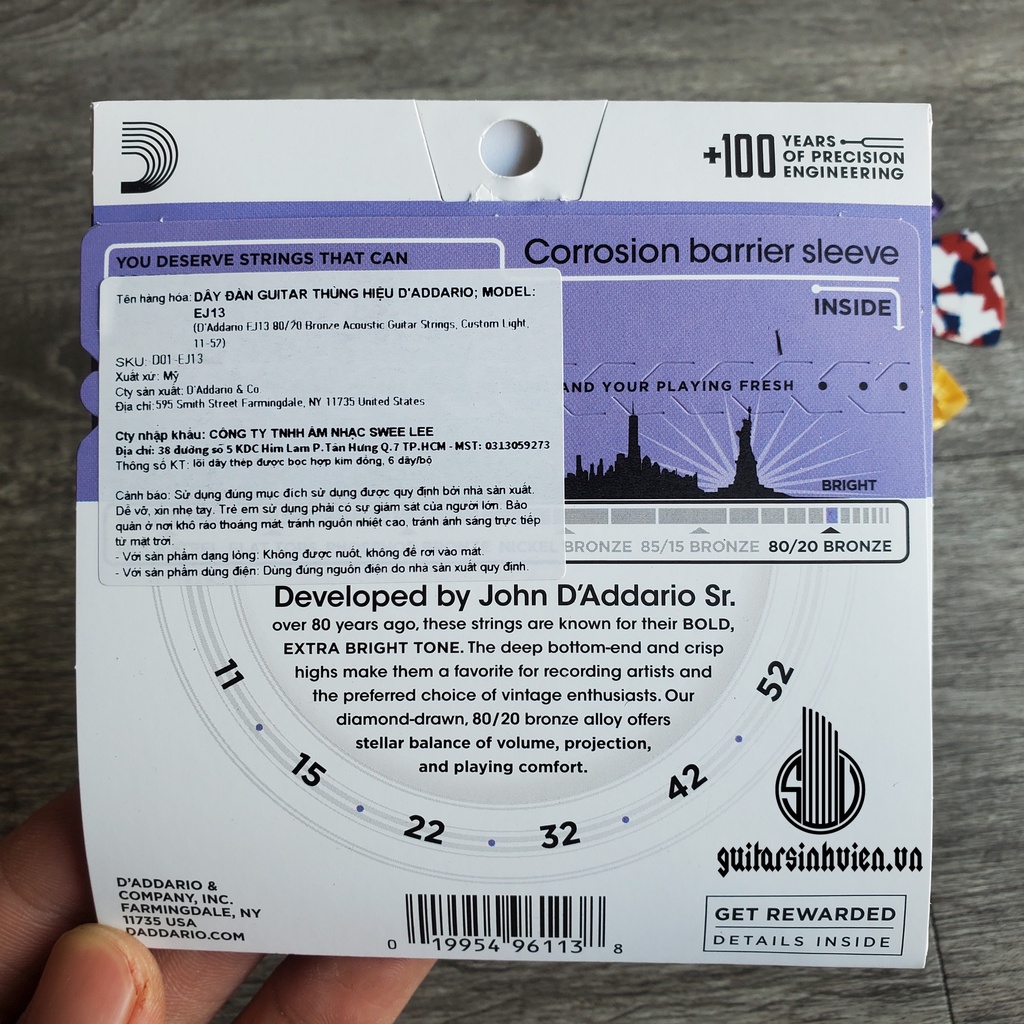 +100 YEARS
OF PRECISION
ENGINEERING
YOU DESERVE STRINGS THAT CAN
Corrosion barrier sleeve
INSIDE
Tên hàng hóa: DÂY ĐÀN GUITAR THÙNG HIỆU D'ADDARIO; MODEL:
EJ13
(D'Addario EJ13 80/20 Bronze Acoustic Guitar Strings, Custom Light,
11-52)
SKU: D01-EJ13
Xuất xứ: Mỹ
Cty sản xuất: D'Addario & Co
Địa chỉ: 595 Smith Street Farmingdale, NY 11735 United States
Cty nhập khẩu: CÔNG TY TNHH ÂM NHẠC SWEE LEE
Địa chỉ: 38 đường số 5 KDC Him Lam P.Tân Hưng Q.7 TP.HCM - MST: 0313059273
Thông số KT: lõi dây thép được bọc hợp kim đồng, 6 dây/bộ
Cảnh báo: Sử dụng đúng mục đích sử dụng được quy định bởi nhà sản xuất.
Dễ vỡ, xin nhẹ tay. Trẻ em sử dụng phải có sự giám sát của người lớn. Bảo
quản ở nơi khô ráo thoáng mát, tránh nguồn nhiệt cao, tránh ánh sáng trực tiếp
từ mặt trời.
- Với sản phẩm dạng lỏng: Không được nuốt, không để rơi vào mắt.
- Với sản phẩm dùng điện: Dùng đúng nguồn điện do nhà sản xuất quy định.
AND YOUR PLAYING FRESH
BRIGHT
NICKEL BRONZE 85/15 BRONZE 80/20 BRONZE
Developed by John D'Addario Sr.
over 80 years ago, these strings are known for their BOLD,
EXTRA BRIGHT TONE. The deep bottom-end and crisp
highs make them a favorite for recording artists and
the preferred choice of vintage enthusiasts. Our
diamond-drawn, 80/20 bronze alloy offers
stellar balance of volume, projection,
and playing comfort.
11 • 15 • 22 • 32 • 42 • 52
guitarsinhvien.vn
D'ADDARIO &
COMPANY, INC.
FARMINGDALE, NY
11735 USA
DADDARIO.COM
0 19954 96113 8
GET REWARDED
DETAILS INSIDE